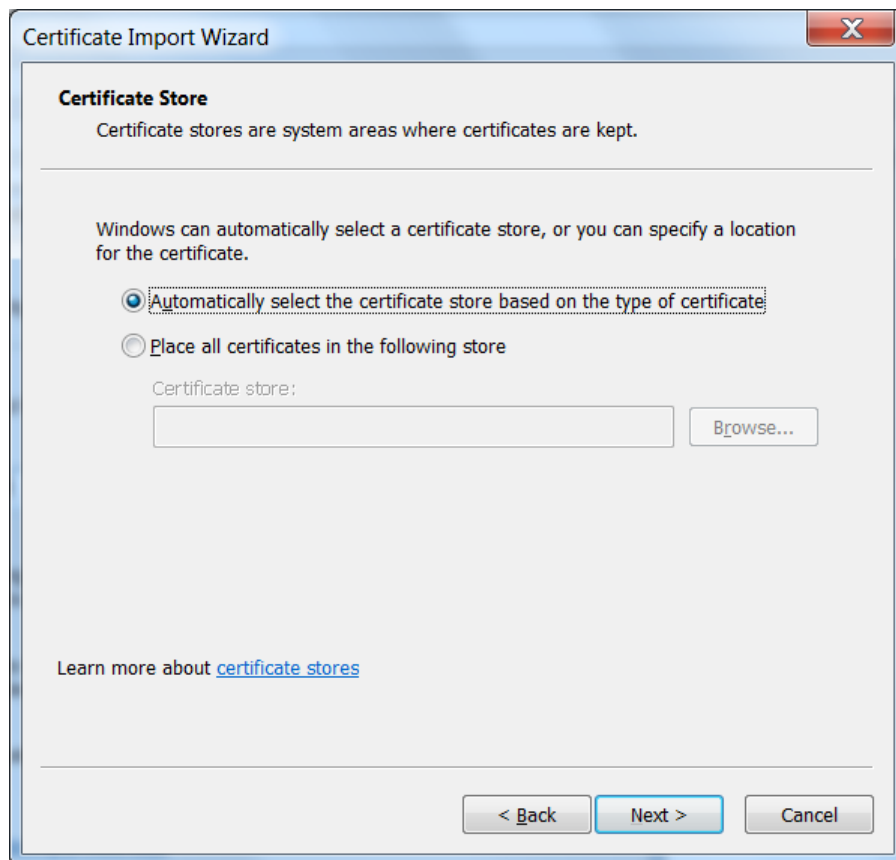 Certificate Import Wizard
Certificate Store
Certificate stores are system areas where certificates are kept.
Windows can automatically select a certificate store, or you can specify a location
for the certificate.
Automatically select the certificate store based on the type of certificate
Place all certificates in the following store
Certificate store:
Browse...
Learn more about certificate stores
< Back
Next >
Cancel